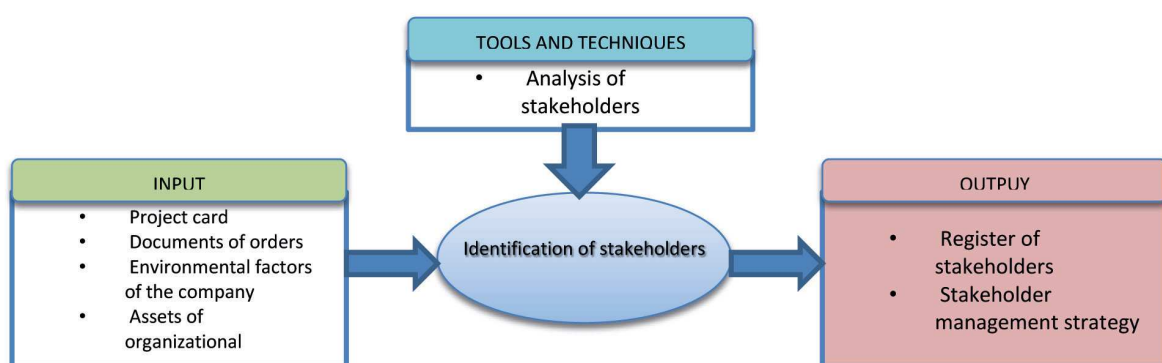 TOOLS AND TECHNIQUES
• Analysis of
stakeholders
INPUT
• Project card
• Documents of orders
• Environmental factors
of the company
• Assets of
organizational
Identification of stakeholders
OUTPUY
• Register of
stakeholders
• Stakeholder
management strategy